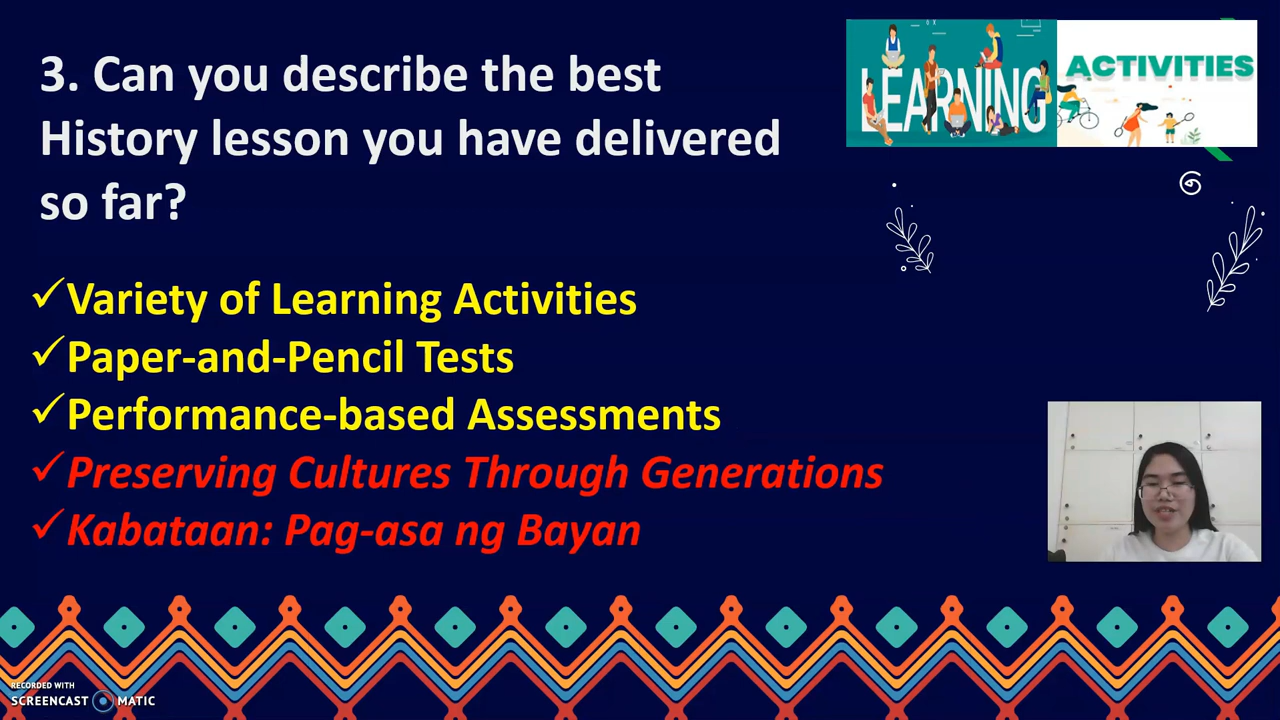 3. Can you describe the best
History lesson you have delivered
so far?
LEARNING
ACTIVITIES
✓Variety of Learning Activities
✓Paper-and-Pencil Tests
✓Performance-based Assessments
✓Preserving Cultures Through Generations
✓Kabataan: Pag-asa ng Bayan
RECORDED WITH
SCREENCAST MATIC